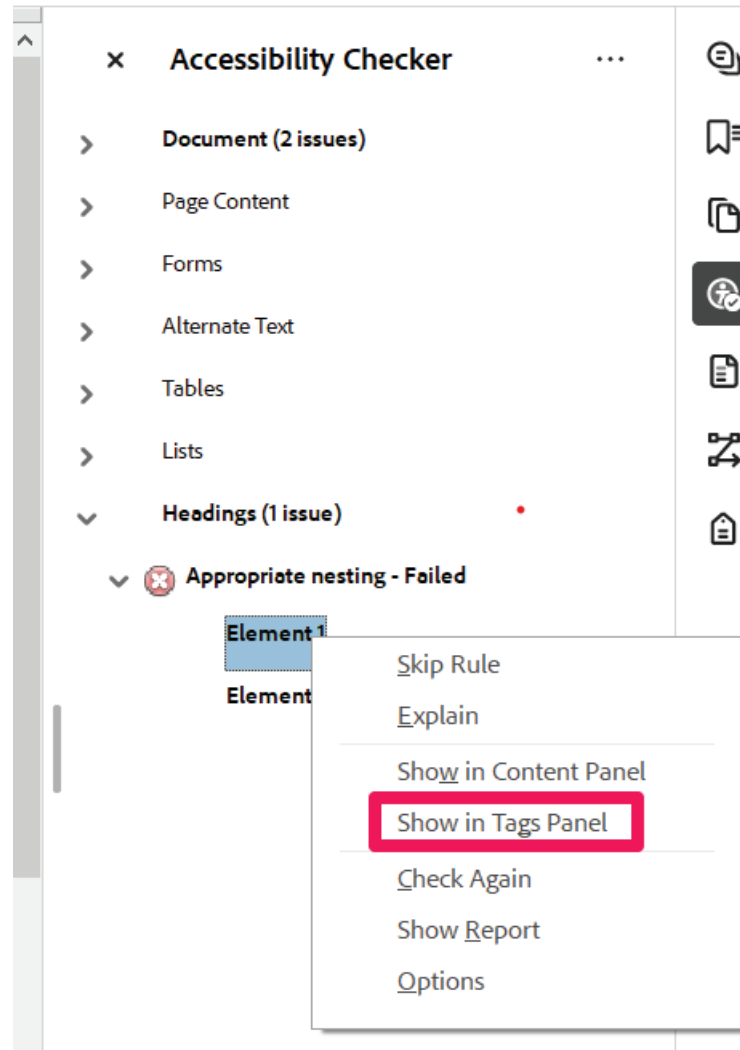 Accessibility Checker
Document (2 issues)
Page Content
Forms
Alternate Text
Tables
Lists
Headings (1 issue)
Appropriate nesting - Failed
Element 1
Element
Skip Rule
Explain
Show in Content Panel
Show in Tags Panel
Check Again
Show Report
Options